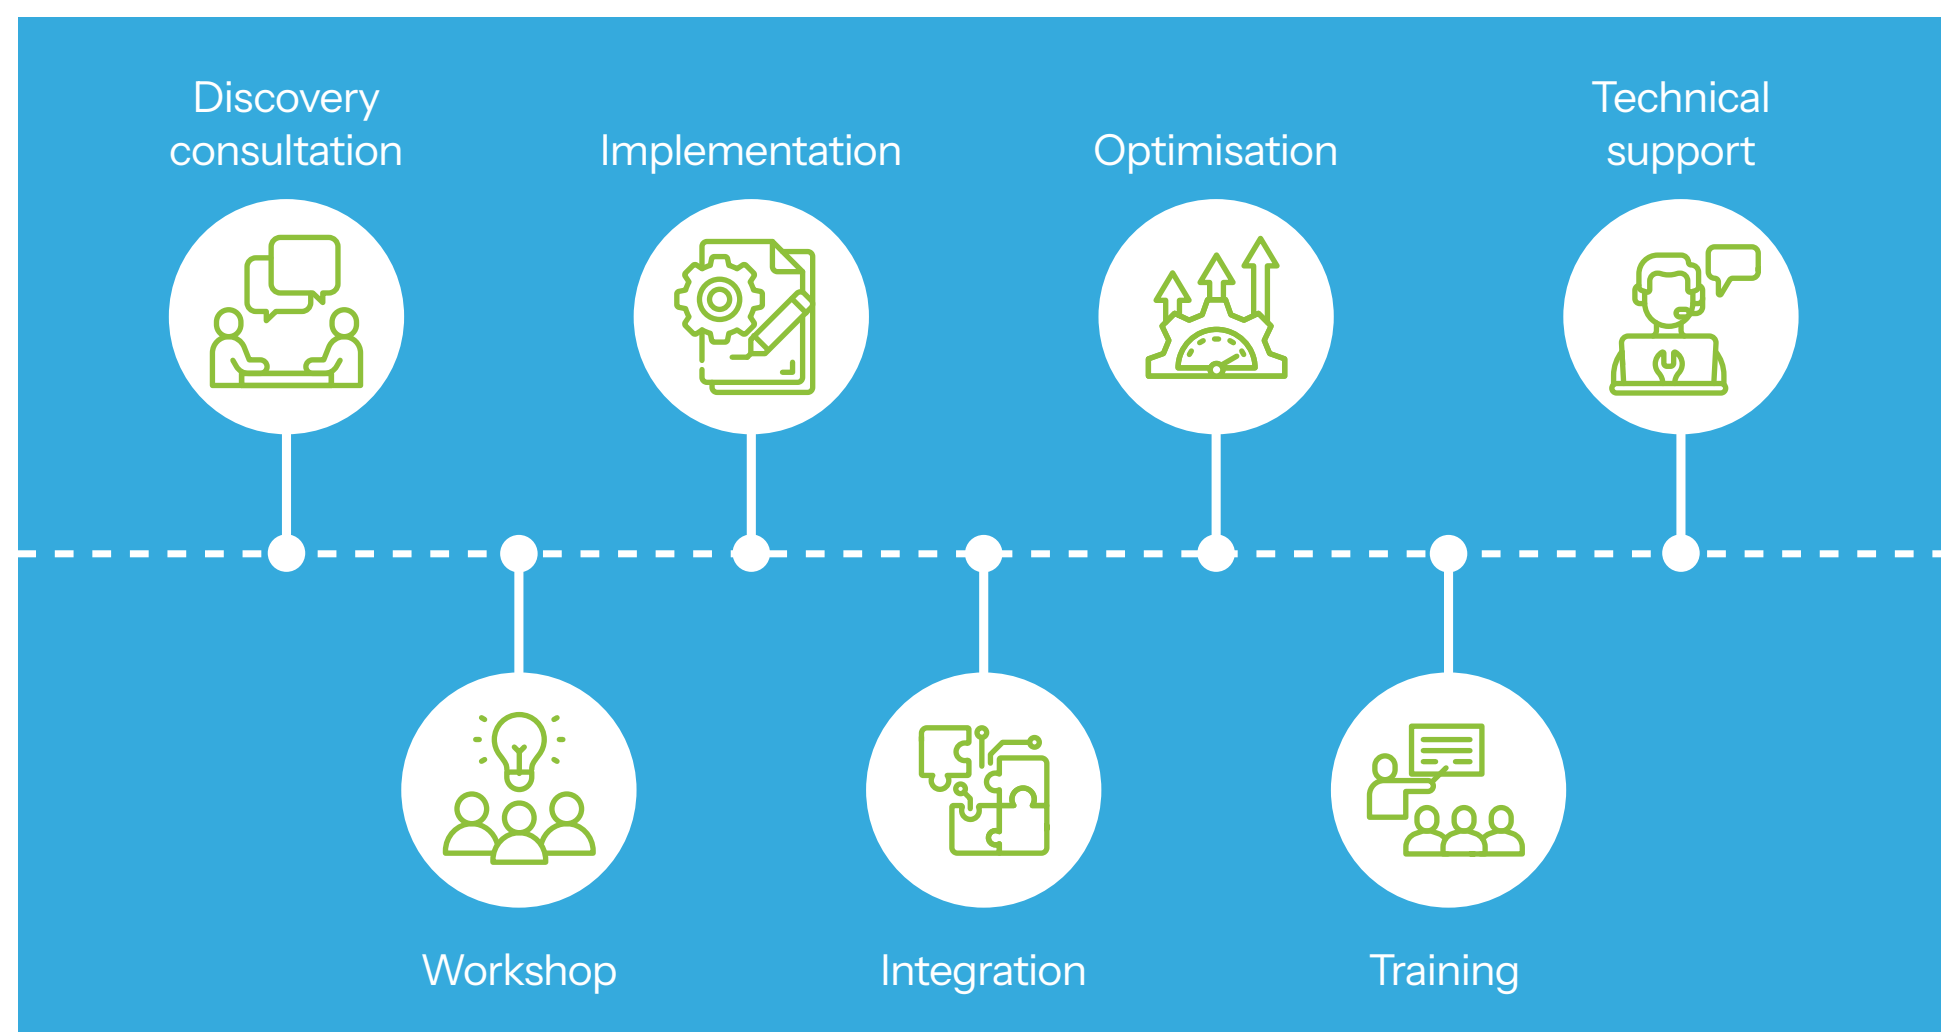 Discovery
consultation
Workshop
Implementation
Integration
Optimisation
Training
Technical
support